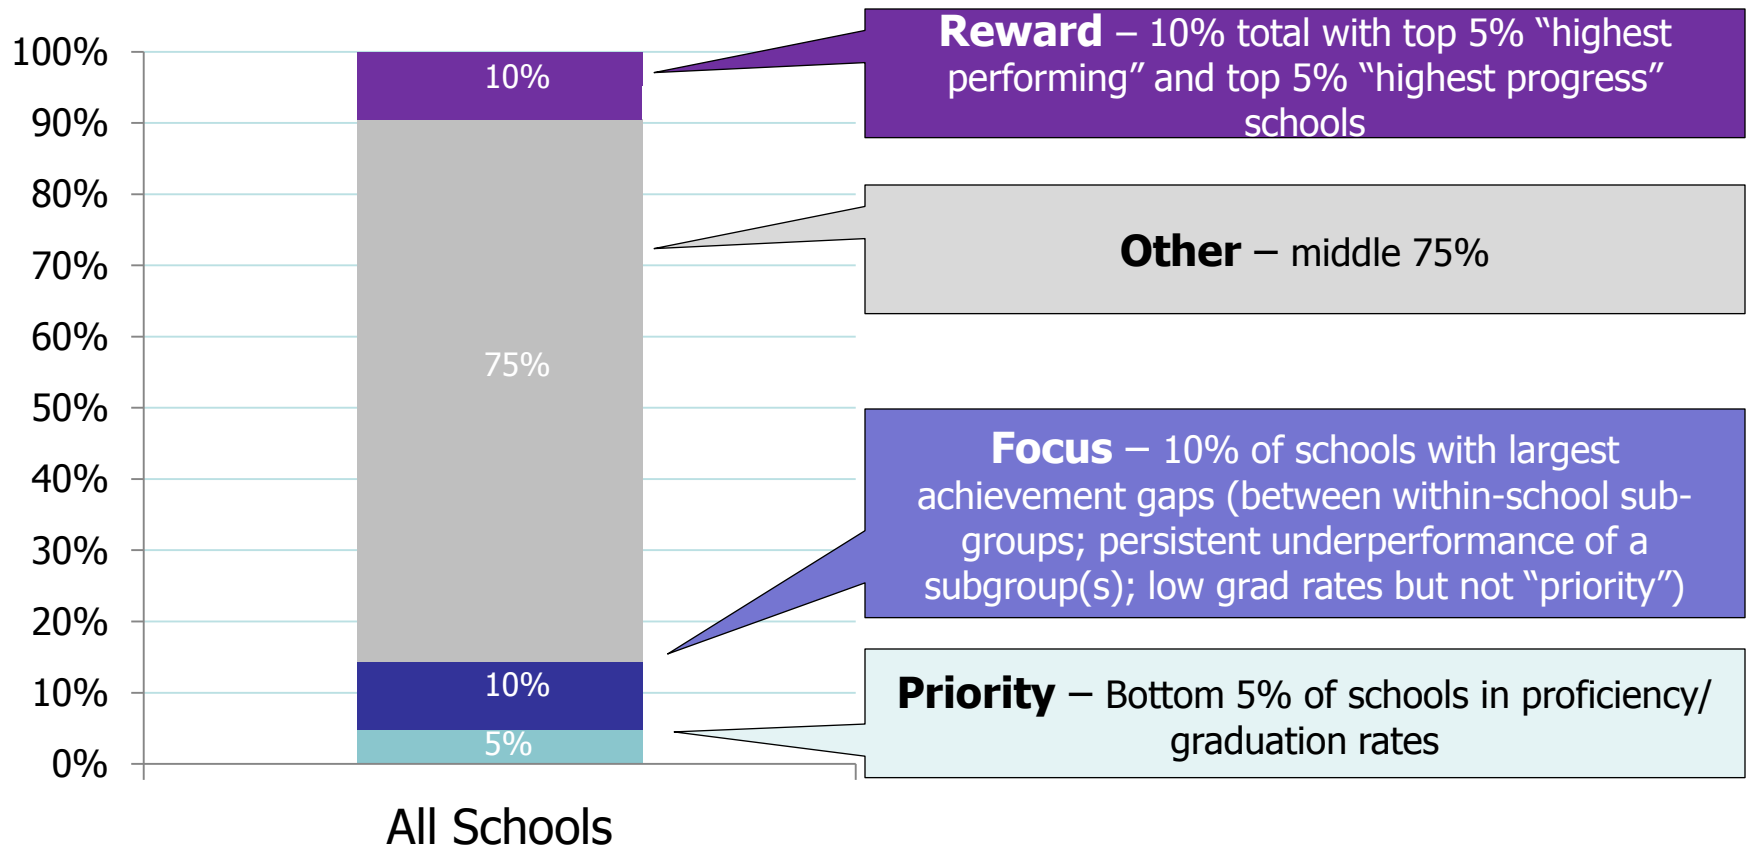 100%
90%
80%
70%
60%
50%
40%
30%
20%
10%
0%
10%
75%
10%
5%
All Schools
Reward – 10% total with top 5% “highest
performing” and top 5% “highest progress”
schools
Other – middle 75%
Focus – 10% of schools with largest
achievement gaps (between within-school sub-
groups; persistent underperformance of a
subgroup(s); low grad rates but not “priority”)
Priority – Bottom 5% of schools in proficiency/
graduation rates